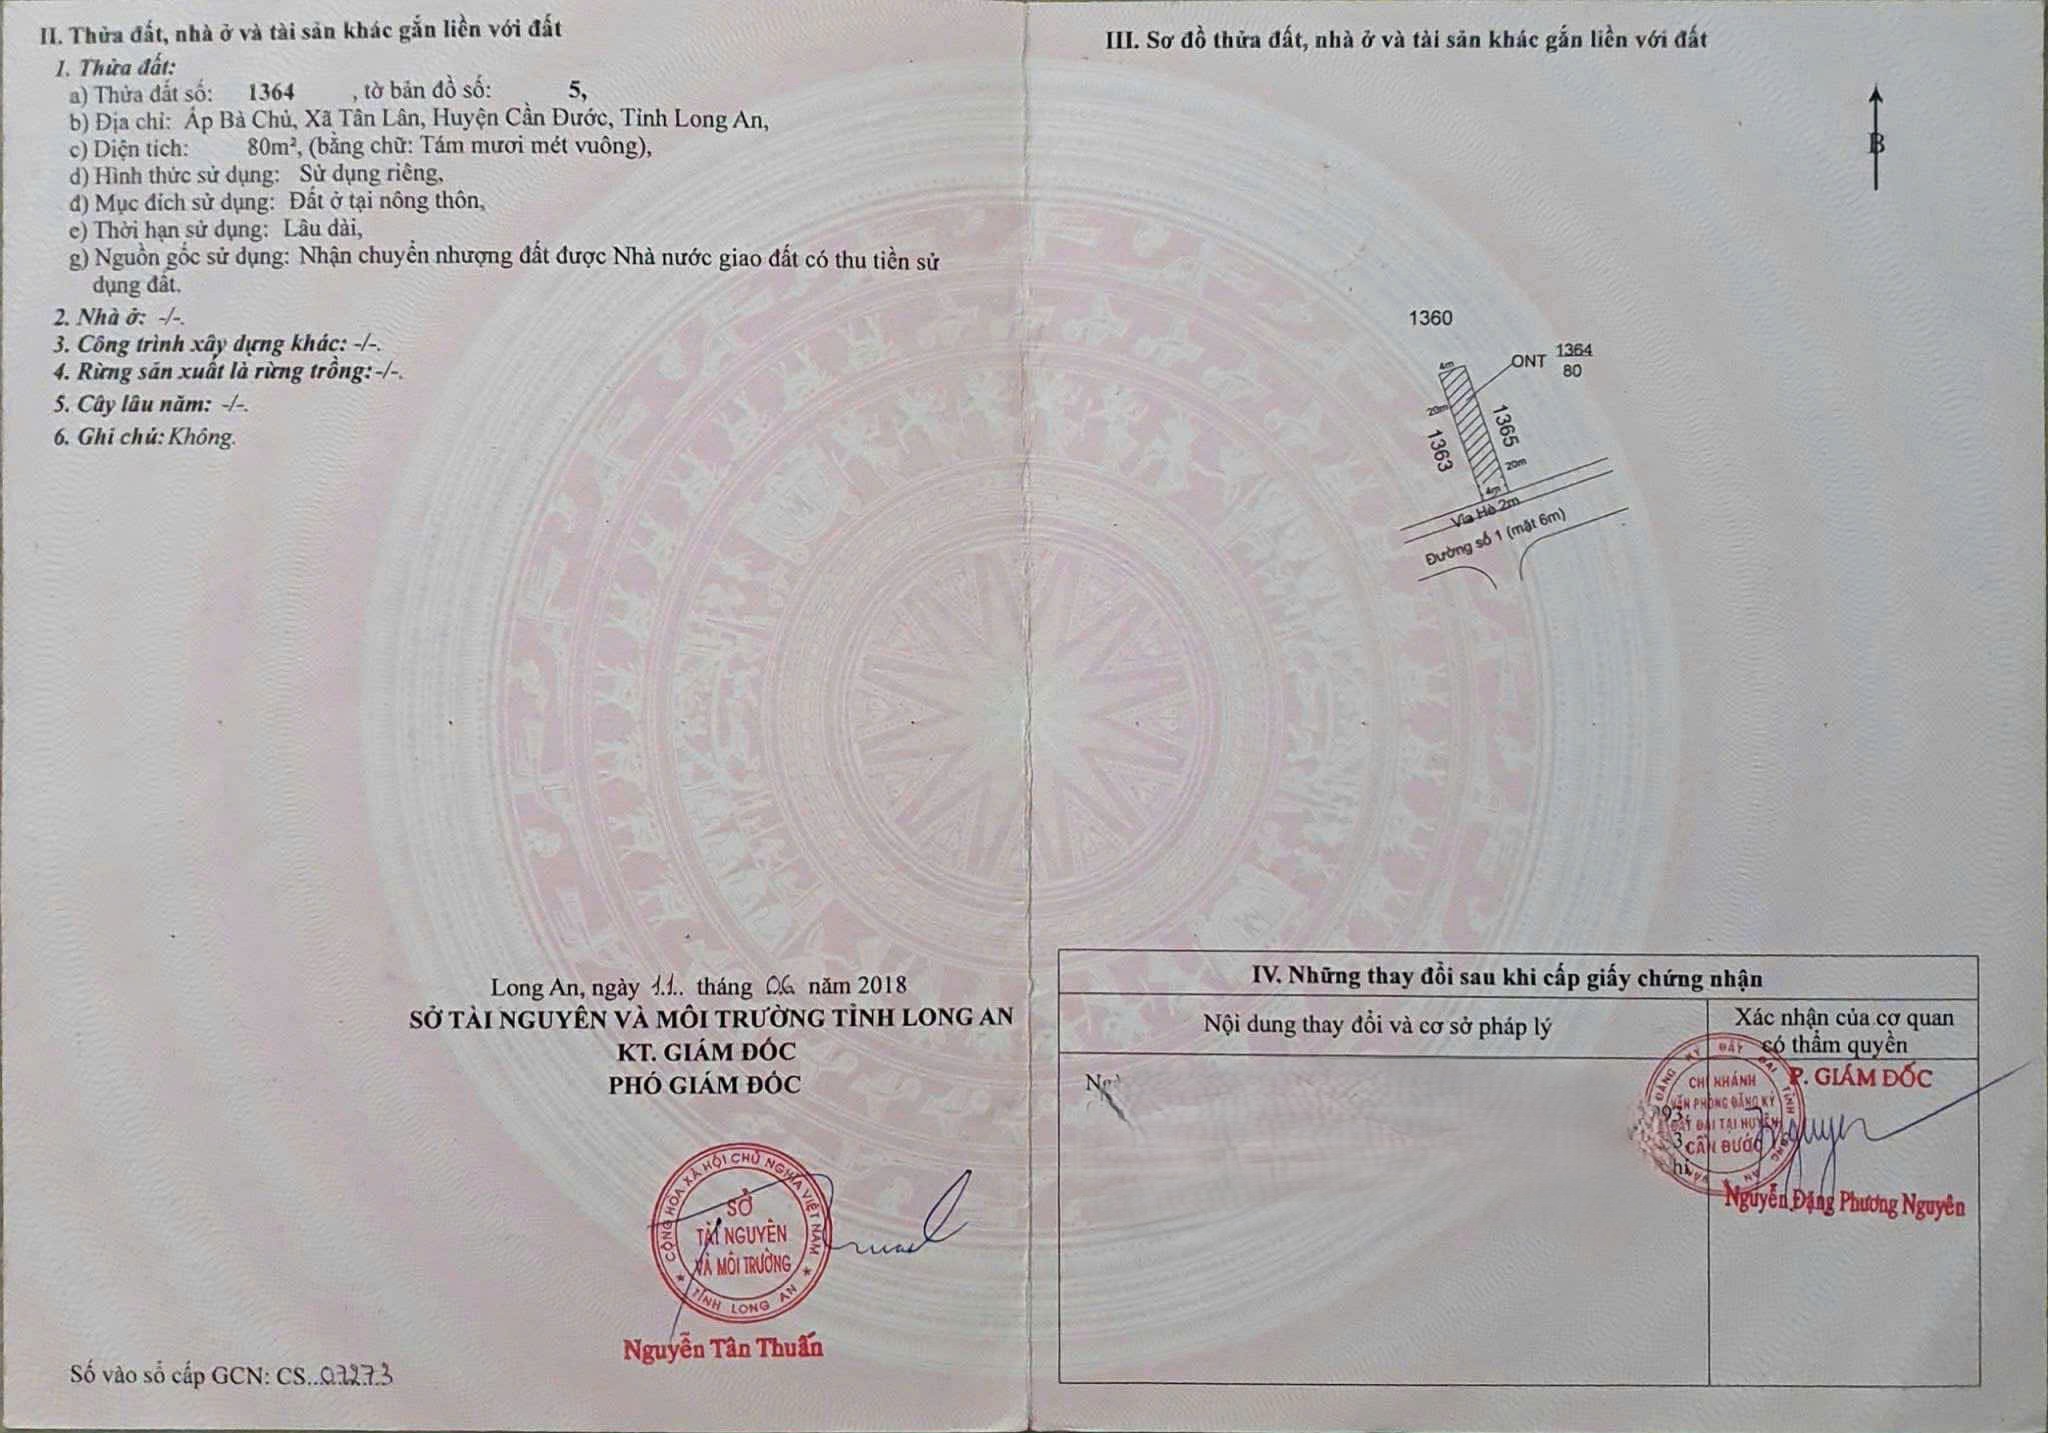 II. Thửa đất, nhà ở và tài sản khác gắn liền với đất
1. Thửa đất:
a) Thửa đất số: 1364 , tờ bản đồ số: 5,
b) Địa chỉ: Ấp Bà Chủ, Xã Tân Lân, Huyện Cần Đước, Tỉnh Long An,
c) Diện tích: 80m², (bằng chữ: Tám mươi mét vuông),
d) Hình thức sử dụng: Sử dụng riêng,
đ) Mục đích sử dụng: Đất ở tại nông thôn,
e) Thời hạn sử dụng: Lâu dài,
g) Nguồn gốc sử dụng: Nhận chuyển nhượng đất được Nhà nước giao đất có thu tiền sử
dụng đất.
2. Nhà ở: -/-.
3. Công trình xây dựng khác: -/-.
4. Rừng sản xuất là rừng trồng: -/-.
5. Cây lâu năm: -/-.
6. Ghi chú: Không.
Long An, ngày 11.. tháng 06 năm 2018
SỞ TÀI NGUYÊN VÀ MÔI TRƯỜNG TỈNH LONG AN
KT. GIÁM ĐỐC
PHÓ GIÁM ĐỐC
CỘNG HÒA XÃ HỘI CHỦ NGHĨA VIỆT NAM
SỞ
TÀI NGUYÊN
VÀ MÔI TRƯỜNG
★ TỈNH LONG AN ★
Nguyễn Tân Thuấn
Số vào sổ cấp GCN: CS..07273
III. Sơ đồ thửa đất, nhà ở và tài sản khác gắn liền với đất
B
1360
ONT 1364
80
4m
20m
1363
1365
20m
4m
Vỉa Hè 2m
Đường số 1 (mặt 6m)
IV. Những thay đổi sau khi cấp giấy chứng nhận
Nội dung thay đổi và cơ sở pháp lý
Xác nhận của cơ quan
có thẩm quyền
P. GIÁM ĐỐC
CHI NHÁNH
VĂN PHÒNG ĐĂNG KÝ
ĐẤT ĐAI TẠI HUYỆN
CẦN ĐƯỚC
Nguyễn Đặng Phương Nguyên